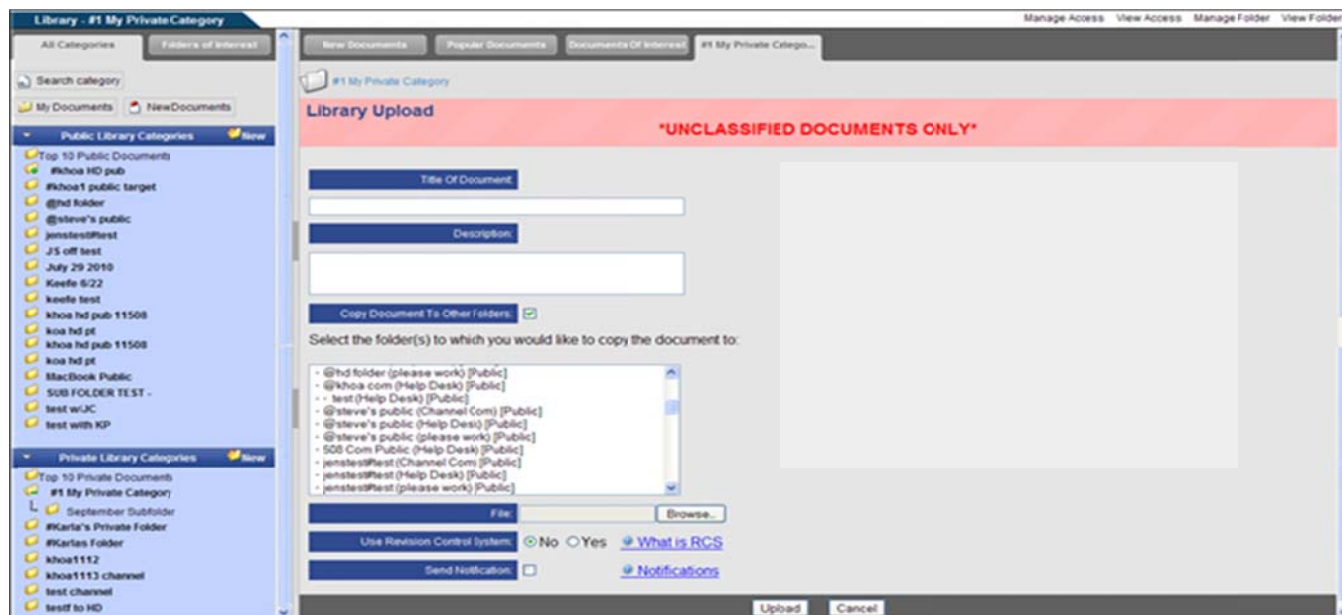 Library - #1 My Private Category
Manage Access View Access Manage Folder View Folder
All Categories Folders of Interest
New Documents Popular Documents Documents Of Interest #1 My Private Catego...
Search category
My Documents NewDocuments
Public Library Categories New
Top 10 Public Documents
#khoa HD pub
#khoa1 public target
@hd folder
@steve's public
jenstest#test
JS off test
July 29 2010
Keefe 6/22
keefe test
khoa hd pub 11508
koa hd pt
khoa hd pub 11508
koa hd pt
MacBook Public
SUB FOLDER TEST -
test w/JC
test with KP
Private Library Categories New
Top 10 Private Documents
#1 My Private Category
September Subfolder
#Karla's Private Folder
#Karlas Folder
khoa1112
khoa1113 channel
test channel
testf to HD
#1 My Private Category
Library Upload
*UNCLASSIFIED DOCUMENTS ONLY*
Title Of Document:
Description:
Copy Document To Other Folders:
Select the folder(s) to which you would like to copy the document to:
- @hd folder (please work) [Public]
- @khoa com (Help Desk) [Public]
- - test (Help Desk) [Public]
- @steve's public (Channel Com) [Public]
- @steve's public (Help Desk) [Public]
- @steve's public (please work) [Public]
- 508 Com Public (Help Desk) [Public]
- jenstest#test (Channel Com) [Public]
- jenstest#test (Help Desk) [Public]
- jenstest#test (please work) [Public]
File: Browse..
Use Revision Control System: No Yes What is RCS
Send Notification: Notifications
Upload Cancel